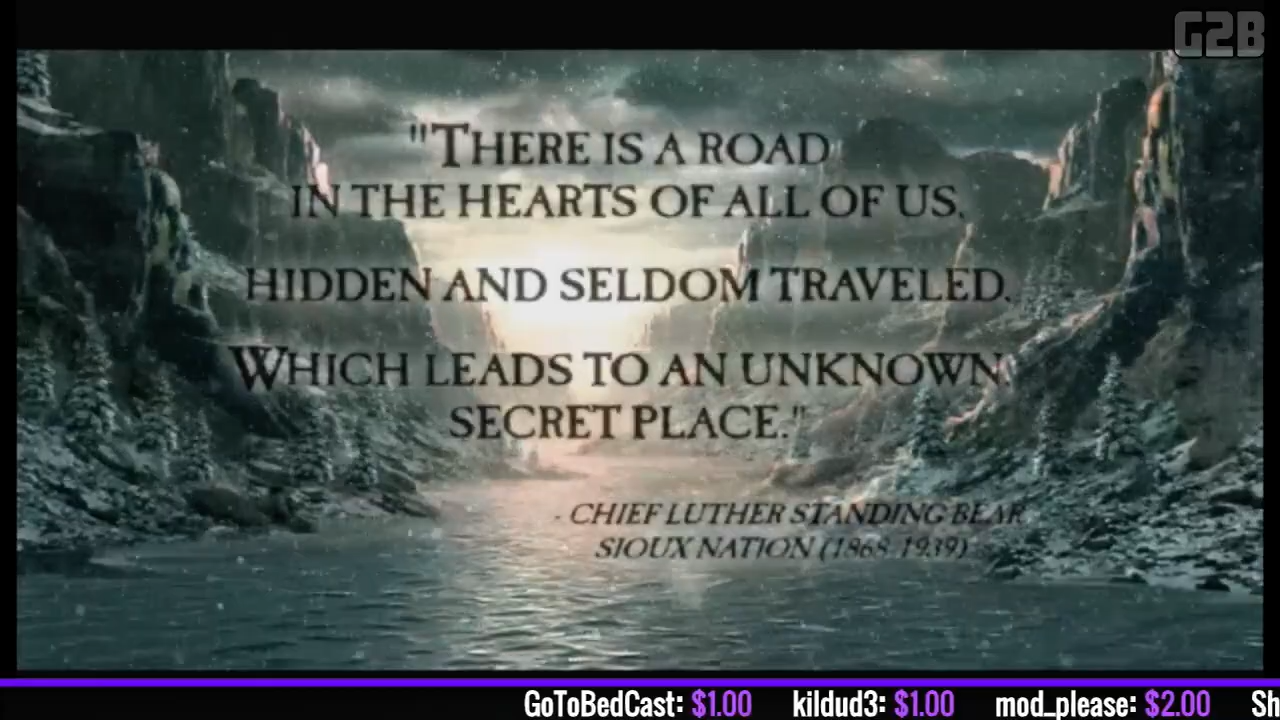 G2B
"THERE IS A ROAD
IN THE HEARTS OF ALL OF US,
HIDDEN AND SELDOM TRAVELED,
WHICH LEADS TO AN UNKNOWN,
SECRET PLACE."
- CHIEF LUTHER STANDING BEAR
SIOUX NATION (1868-1939)
GoToBedCast: $1.00 kildud3: $1.00 mod_please: $2.00 Sh